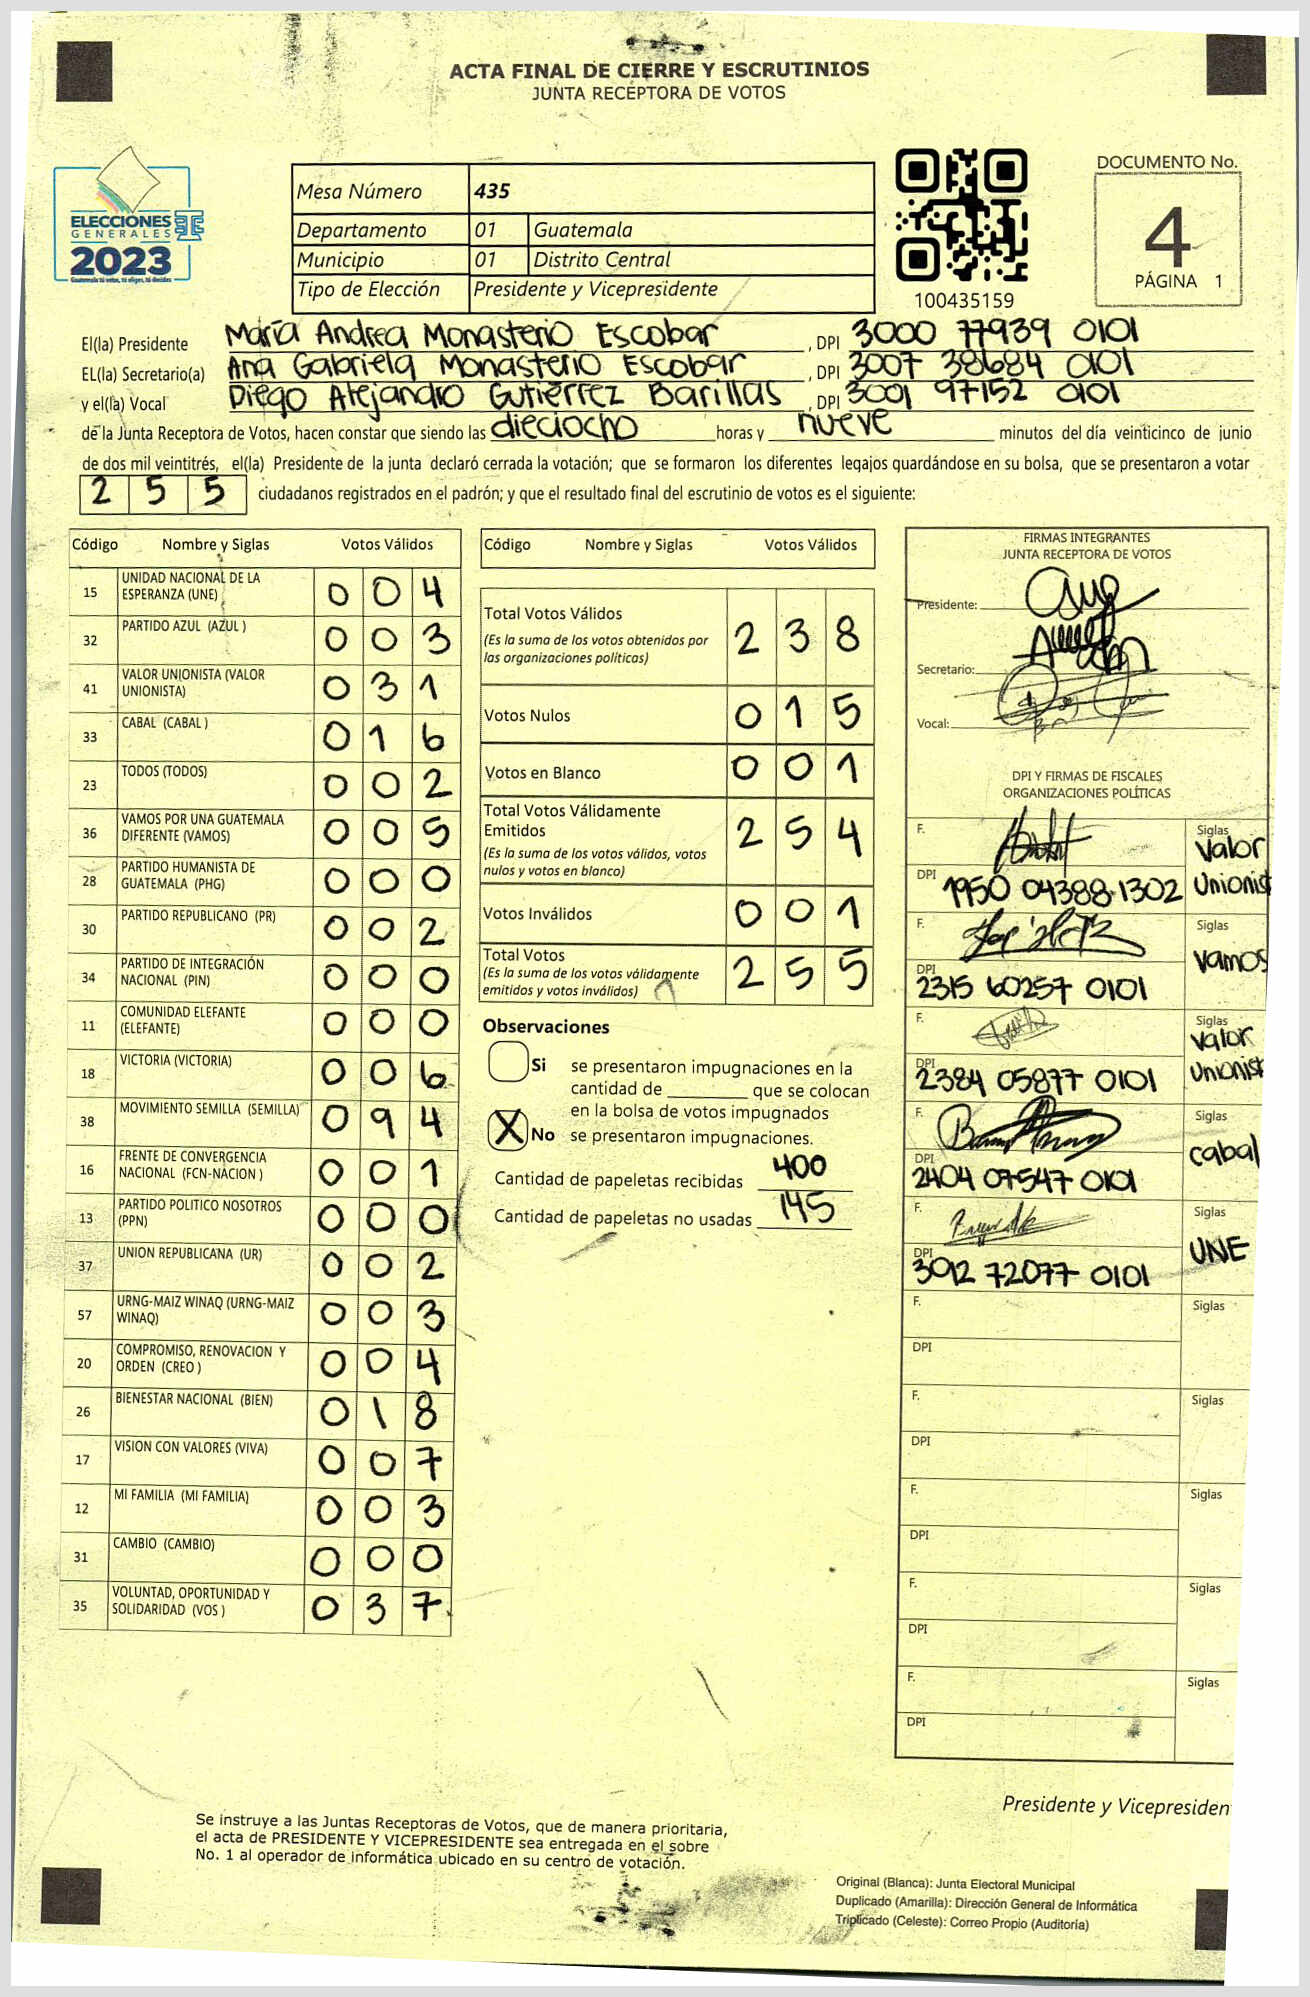 ACTA FINAL DE CIERRE Y ESCRUTINIOS
JUNTA RECEPTORA DE VOTOS
ELECCIONES
GENERALES
2023
Guatemala tú votas, tú eliges, tú decides
Mesa Número 435
Departamento 01 Guatemala
Municipio 01 Distrito Central
Tipo de Elección Presidente y Vicepresidente
100435159
DOCUMENTO No.
4
PÁGINA 1
El(la) Presidente María Andrea Monasterio Escobar , DPI 3000 77939 0101
EL(la) Secretario(a) Ana Gabriela Monasterio Escobar , DPI 3007 38684 0101
y el(la) Vocal Diego Alejandro Gutiérrez Barillas , DPI 3001 97152 0101
de la Junta Receptora de Votos, hacen constar que siendo las dieciocho horas y nueve minutos del día veinticinco de junio
de dos mil veintitrés, el(la) Presidente de la junta declaró cerrada la votación; que se formaron los diferentes legajos guardándose en su bolsa, que se presentaron a votar
2 5 5 ciudadanos registrados en el padrón; y que el resultado final del escrutinio de votos es el siguiente:
Código Nombre y Siglas Votos Válidos
15 UNIDAD NACIONAL DE LA ESPERANZA (UNE) 0 0 4
32 PARTIDO AZUL (AZUL ) 0 0 3
41 VALOR UNIONISTA (VALOR UNIONISTA) 0 3 1
33 CABAL (CABAL ) 0 1 6
23 TODOS (TODOS) 0 0 2
36 VAMOS POR UNA GUATEMALA DIFERENTE (VAMOS) 0 0 5
28 PARTIDO HUMANISTA DE GUATEMALA (PHG) 0 0 0
30 PARTIDO REPUBLICANO (PR) 0 0 2
34 PARTIDO DE INTEGRACIÓN NACIONAL (PIN) 0 0 0
11 COMUNIDAD ELEFANTE (ELEFANTE) 0 0 0
18 VICTORIA (VICTORIA) 0 0 6
38 MOVIMIENTO SEMILLA (SEMILLA) 0 9 4
16 FRENTE DE CONVERGENCIA NACIONAL (FCN-NACION ) 0 0 1
13 PARTIDO POLITICO NOSOTROS (PPN) 0 0 0
37 UNION REPUBLICANA (UR) 0 0 2
57 URNG-MAIZ WINAQ (URNG-MAIZ WINAQ) 0 0 3
20 COMPROMISO, RENOVACION Y ORDEN (CREO ) 0 0 4
26 BIENESTAR NACIONAL (BIEN) 0 1 8
17 VISION CON VALORES (VIVA) 0 0 7
12 MI FAMILIA (MI FAMILIA) 0 0 3
31 CAMBIO (CAMBIO) 0 0 0
35 VOLUNTAD, OPORTUNIDAD Y SOLIDARIDAD (VOS ) 0 3 7
Código Nombre y Siglas Votos Válidos
Total Votos Válidos 2 3 8
(Es la suma de los votos obtenidos por
las organizaciones políticas)
Votos Nulos 0 1 5
Votos en Blanco 0 0 1
Total Votos Válidamente
Emitidos 2 5 4
(Es la suma de los votos válidos, votos
nulos y votos en blanco)
Votos Inválidos 0 0 1
Total Votos 2 5 5
(Es la suma de los votos válidamente
emitidos y votos inválidos)
Observaciones
Si se presentaron impugnaciones en la
cantidad de ________ que se colocan
en la bolsa de votos impugnados
X No se presentaron impugnaciones.
Cantidad de papeletas recibidas 400
Cantidad de papeletas no usadas 145
FIRMAS INTEGRANTES
JUNTA RECEPTORA DE VOTOS
Presidente:
Secretario:
Vocal:
DPI Y FIRMAS DE FISCALES
ORGANIZACIONES POLÍTICAS
F. Siglas
Valor
DPI 1950 04388 1302 Unionist
F. Siglas
Vamos
DPI 2315 60257 0101
F. Siglas
Valor
DPI 2384 05877 0101 Unionist
F. Siglas
cabal
DPI 2404 07547 0101
F. Siglas
UNE
DPI 3012 72077 0101
F. Siglas
DPI
F. Siglas
DPI
F. Siglas
DPI
F. Siglas
DPI
F. Siglas
DPI
Presidente y Vicepresiden
Se instruye a las Juntas Receptoras de Votos, que de manera prioritaria,
el acta de PRESIDENTE Y VICEPRESIDENTE sea entregada en el sobre
No. 1 al operador de informática ubicado en su centro de votación.
Original (Blanca): Junta Electoral Municipal
Duplicado (Amarilla): Dirección General de Informática
Triplicado (Celeste): Correo Propio (Auditoría)